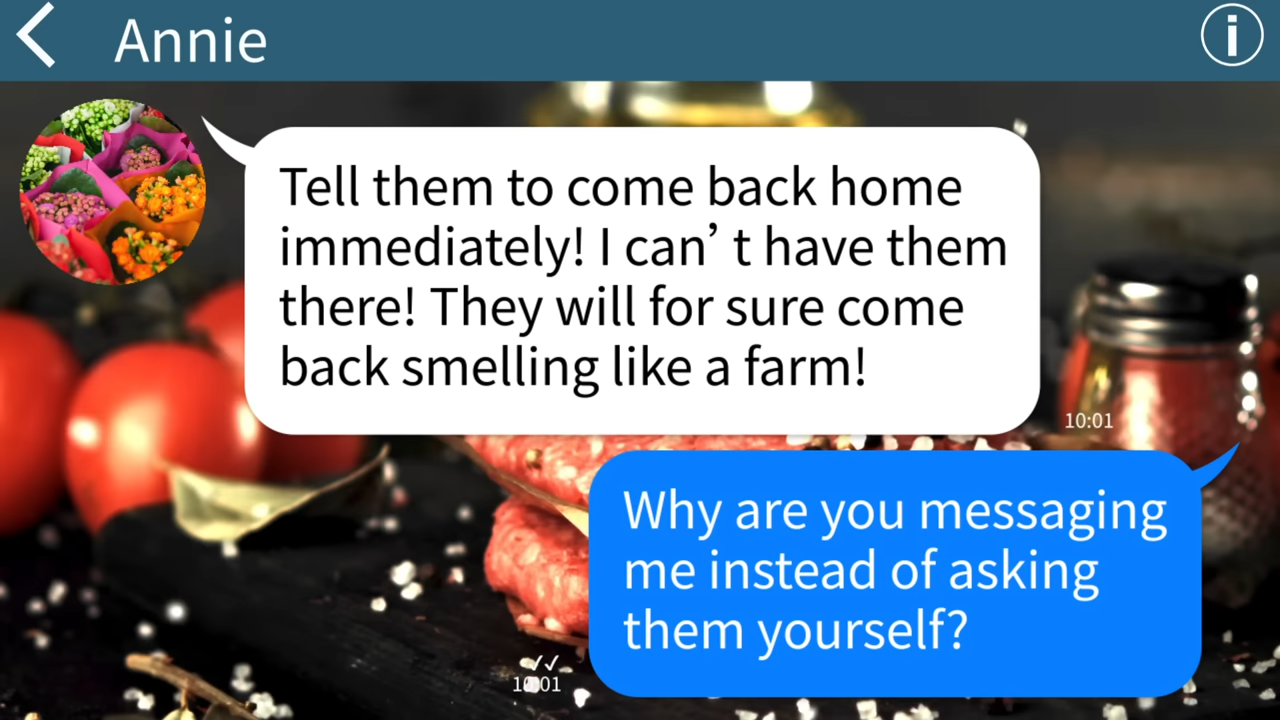 Annie
Tell them to come back home
immediately! I can’ t have them
there! They will for sure come
back smelling like a farm!
10:01
Why are you messaging
me instead of asking
them yourself?
10:01